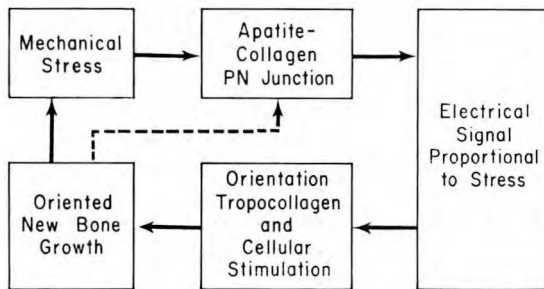 Mechanical
Stress
Apatite-
Collagen
PN Junction
Electrical
Signal
Proportional
to Stress
Oriented
New Bone
Growth
Orientation
Tropocollagen
and
Cellular
Stimulation